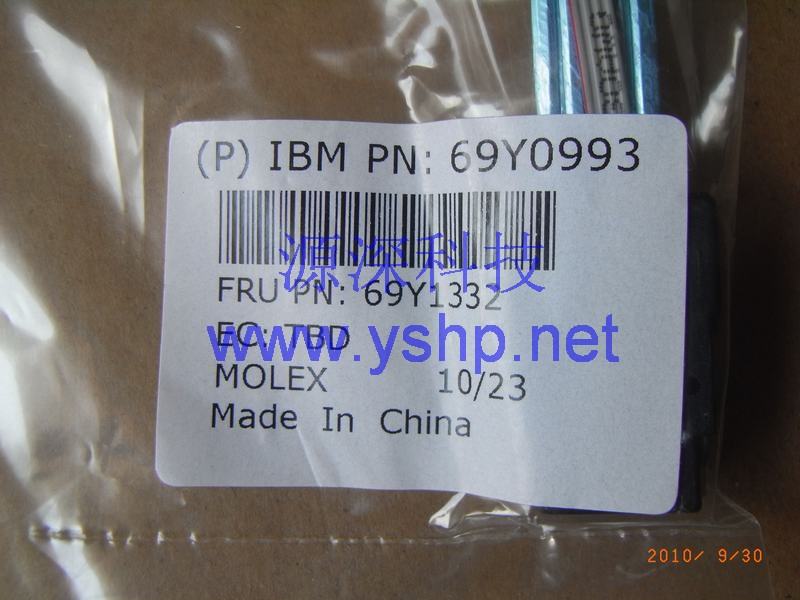 (P) IBM PN: 69Y0993
源深科技
FRU PN: 69Y1332
EC: TBD
www.yshp.net
MOLEX 10/23
Made In China
2010/ 9/30